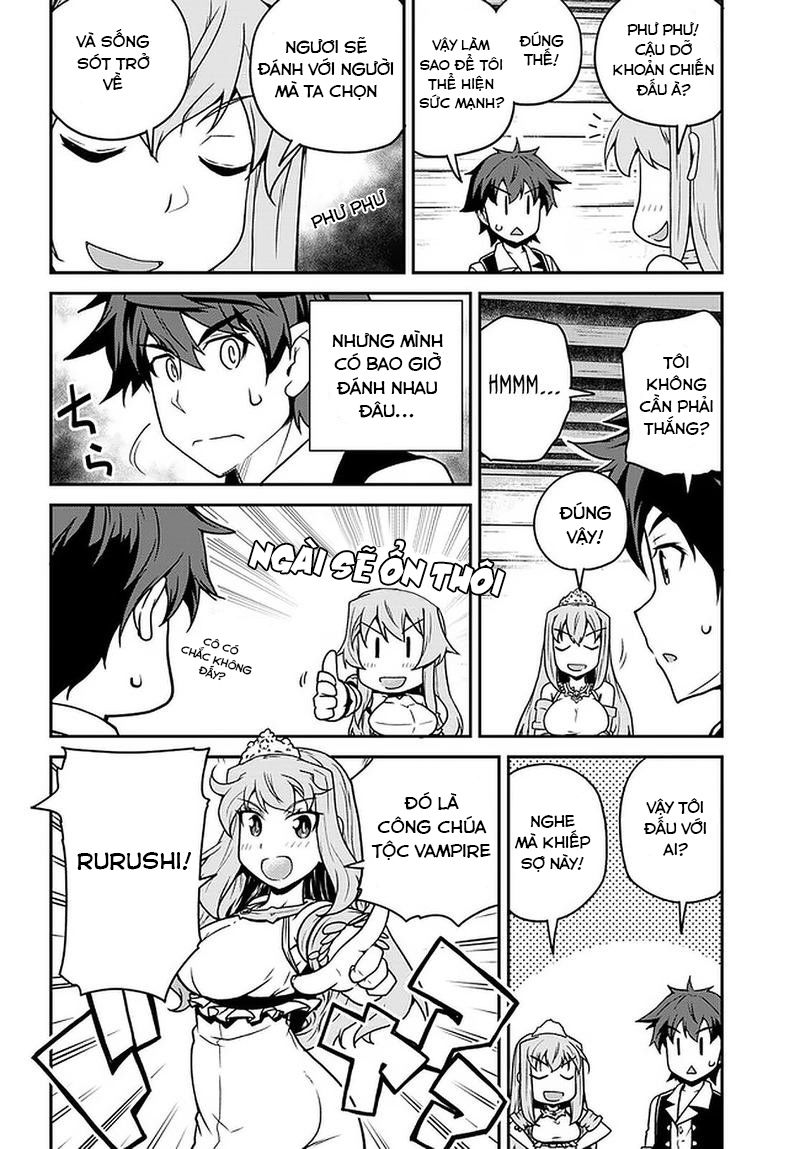 PHƯ PHƯ!
CẬU DỠ
KHOẢN CHIẾN
ĐẤU À?
ĐÚNG
THẾ!
VẬY LÀM
SAO ĐỂ TÔI
THỂ HIỆN
SỨC MẠNH?
NGƯƠI SẼ
ĐÁNH VỚI NGƯỜI
MÀ TA CHỌN
VÀ SỐNG
SÓT TRỞ
VỀ
PHƯ PHƯ
TÔI
KHÔNG
CẦN PHẢI
THẮNG?
HMMM...
ĐÚNG
VẬY!
NHƯNG MÌNH
CÓ BAO GIỜ
ĐÁNH NHAU
ĐÂU...
ちら
NGÀI SẼ ỔN THÔI
CÔ CÓ
CHẮC KHÔNG
ĐẤY?
VẬY TÔI
ĐẤU VỚI
AI?
NGHE
MÀ KHIẾP
SỢ NÀY!
ĐÓ LÀ
CÔNG CHÚA
TỘC VAMPIRE
RURUSHI!